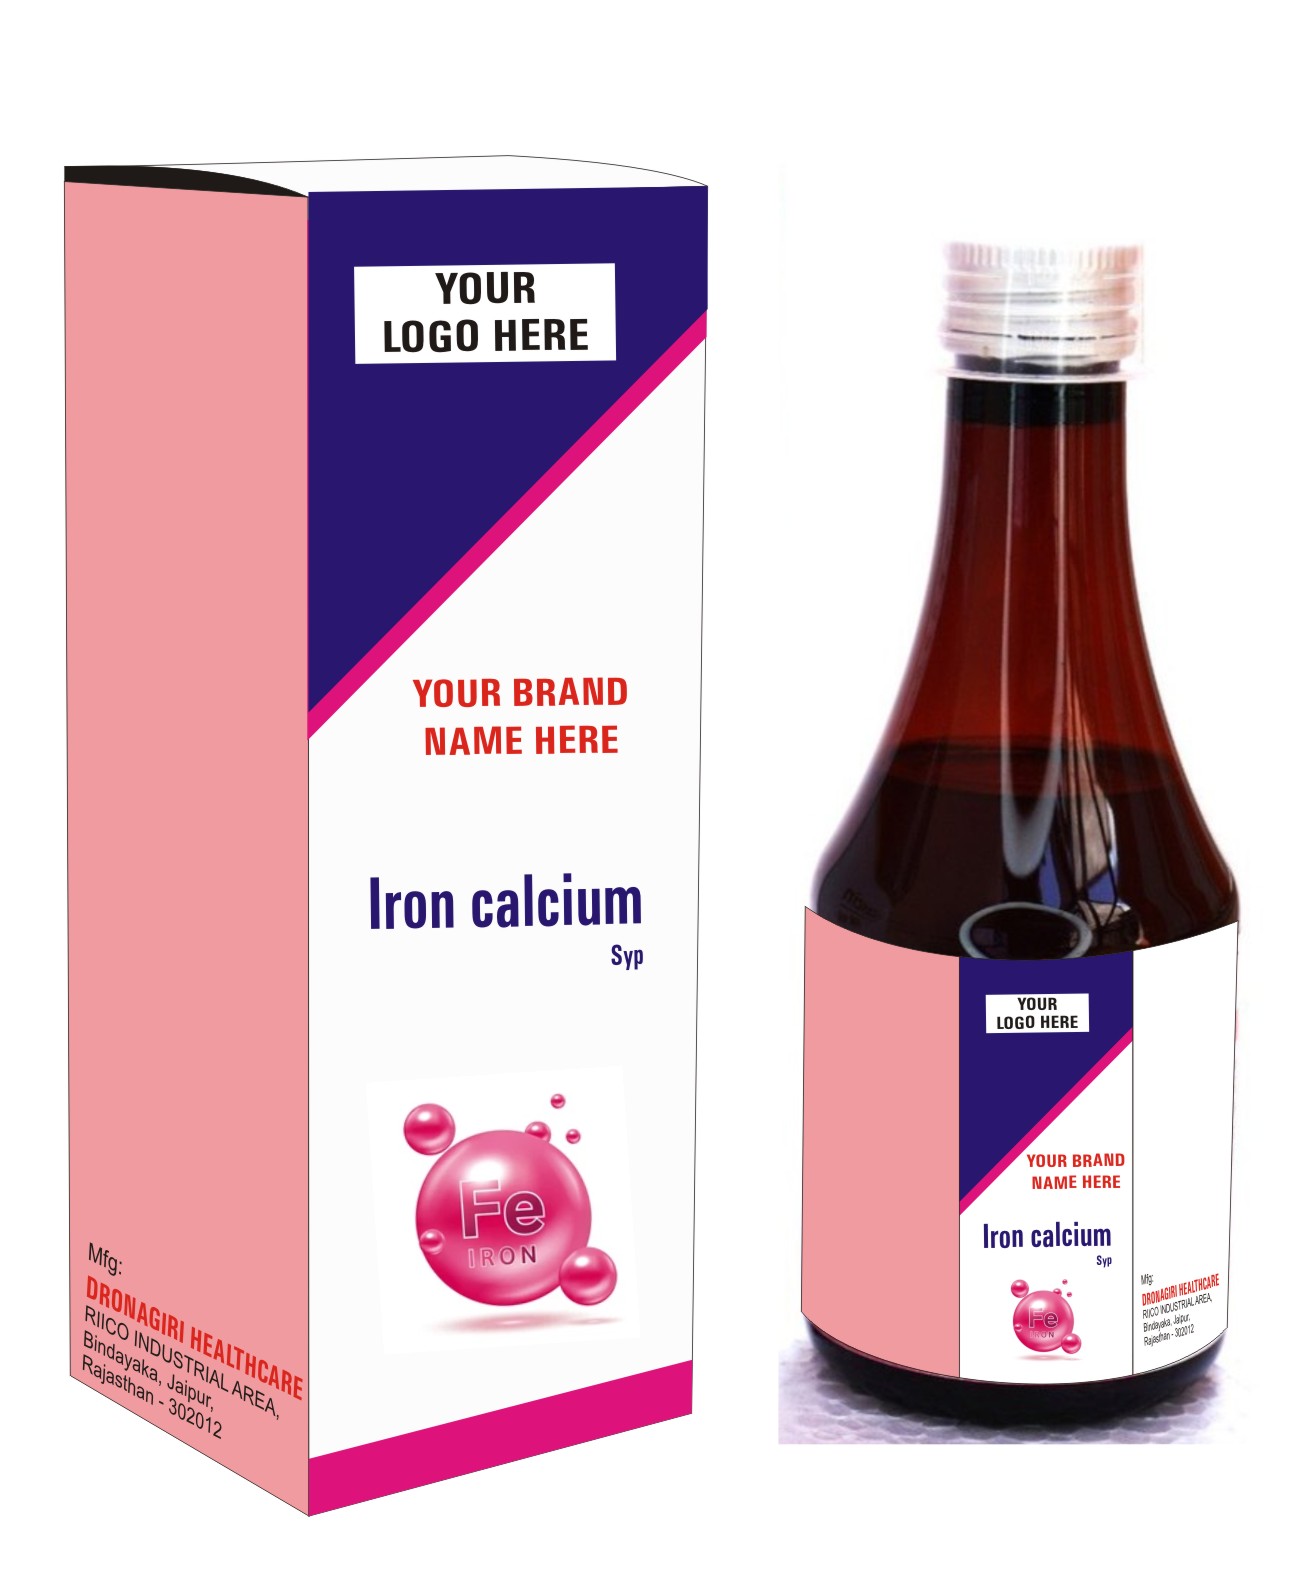 YOUR
LOGO HERE
YOUR BRAND
NAME HERE
Iron calcium
Syp
Fe
IRON
Mfg:
DRONAGIRI HEALTHCARE
RIICO INDUSTRIAL AREA,
Bindayaka, Jaipur,
Rajasthan - 302012
YOUR
LOGO HERE
YOUR BRAND
NAME HERE
Iron calcium
Syp
Fe
IRON
Mfg:
DRONAGIRI HEALTHCARE
RIICO INDUSTRIAL AREA,
Bindayaka, Jaipur,
Rajasthan - 302012